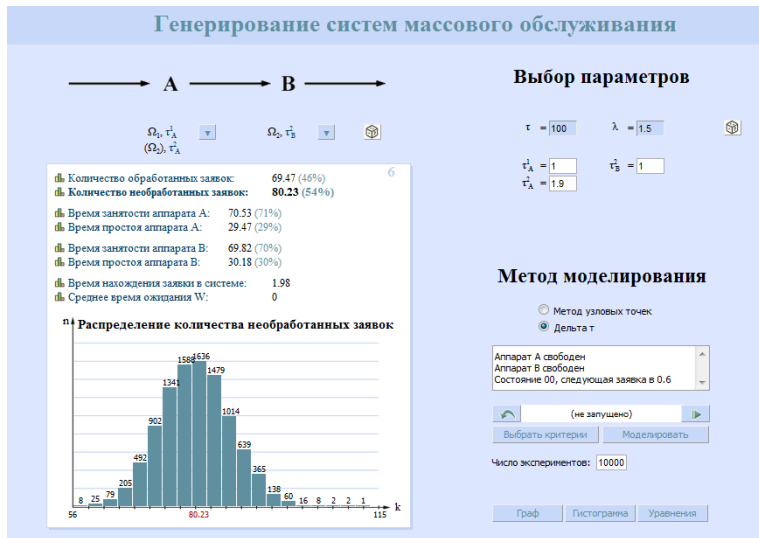 Генерирование систем массового обслуживания
A B
Ω₁, τ¹A Ω₂, τ²B
(Ω₂), τ²A
6
Количество обработанных заявок: 69.47 (46%)
Количество необработанных заявок: 80.23 (54%)
Время занятости аппарата A: 70.53 (71%)
Время простоя аппарата A: 29.47 (29%)
Время занятости аппарата B: 69.82 (70%)
Время простоя аппарата B: 30.18 (30%)
Время нахождения заявки в системе: 1.98
Среднее время ожидания W: 0
n Распределение количества необработанных заявок
8 25 79 205 492 902 1341 1588 1636 1479 1014 639 365 138 60 16 8 2 2 1
k
56 80.23 115
Выбор параметров
τ = 100 λ = 1.5
τ¹A = 1 τ²B = 1
τ²A = 1.9
Метод моделирования
Метод узловых точек
Дельта т
Аппарат A свободен
Аппарат B свободен
Состояние 00, следующая заявка в 0.6
(не запущено)
Выбрать критерии Моделировать
Число экспериментов: 10000
Граф Гистограмма Уравнения